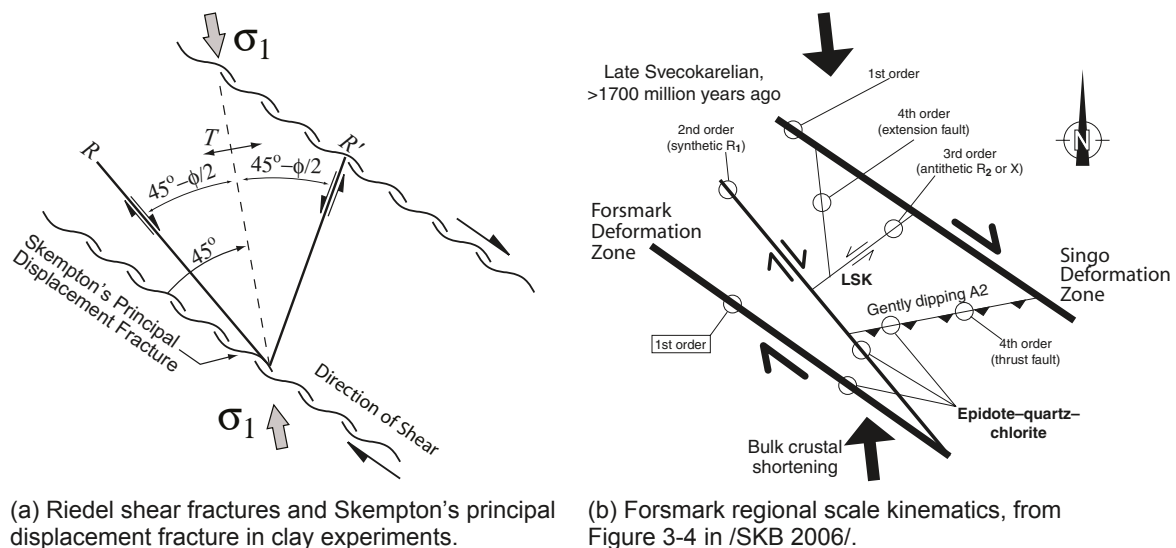 σ1
T
R
R'
45°–ϕ/2
45°–ϕ/2
45°
Skempton's Principal
Displacement Fracture
Direction of Shear
σ1
(a) Riedel shear fractures and Skempton's principal
displacement fracture in clay experiments.
Late Svecokarelian,
>1700 million years ago
1st order
2nd order
(synthetic R1)
4th order
(extension fault)
3rd order
(antithetic R2 or X)
N
Forsmark
Deformation
Zone
LSK
Singo
Deformation
Zone
Gently dipping A2
1st order
4th order
(thrust fault)
Epidote–quartz–
chlorite
Bulk crustal
shortening
(b) Forsmark regional scale kinematics, from
Figure 3-4 in /SKB 2006/.